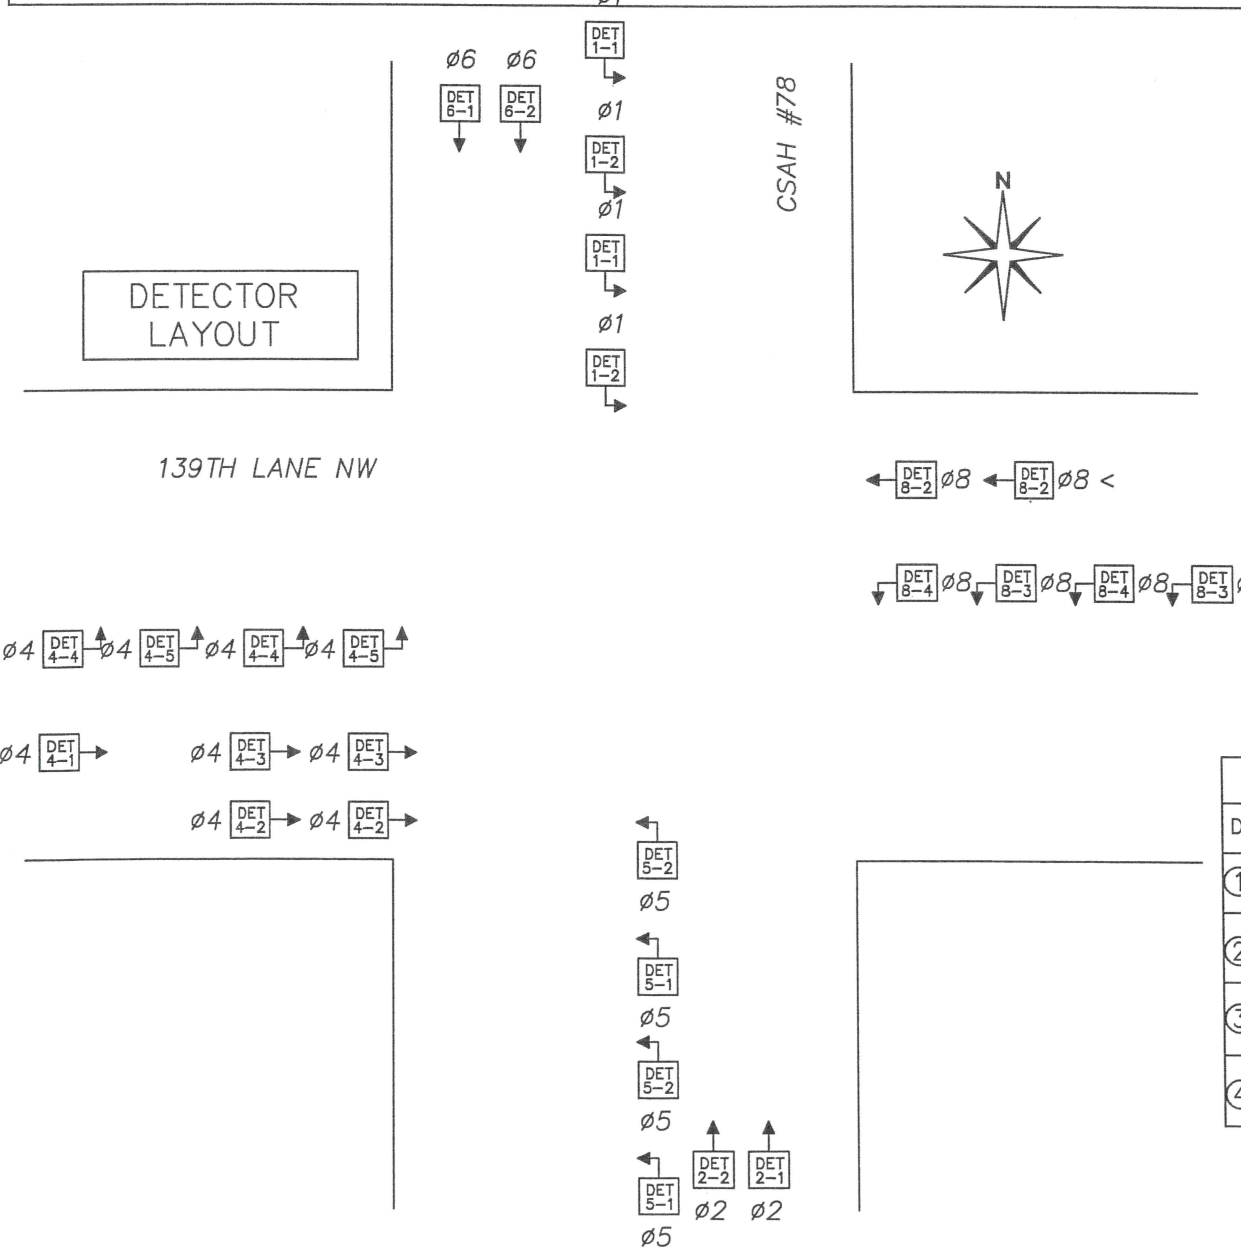 ø1
DET
1-1
ø6 ø6
DET
6-1
DET
6-2
ø1
DET
1-2
ø1
DET
1-1
ø1
DET
1-2
CSAH #78
N
DETECTOR
LAYOUT
139TH LANE NW
DET
8-2
ø8
DET
8-2
ø8 <
DET
8-4
ø8
DET
8-3
ø8
DET
8-4
ø8
DET
8-3
ø4
DET
4-4
ø4
DET
4-5
ø4
DET
4-4
ø4
DET
4-5
ø4
DET
4-1
ø4
DET
4-3
ø4
DET
4-3
ø4
DET
4-2
ø4
DET
4-2
DET
5-2
ø5
DET
5-1
ø5
DET
5-2
ø5
DET
5-1
ø5
DET
2-2
ø2
DET
2-1
ø2
D
1
2
3
4